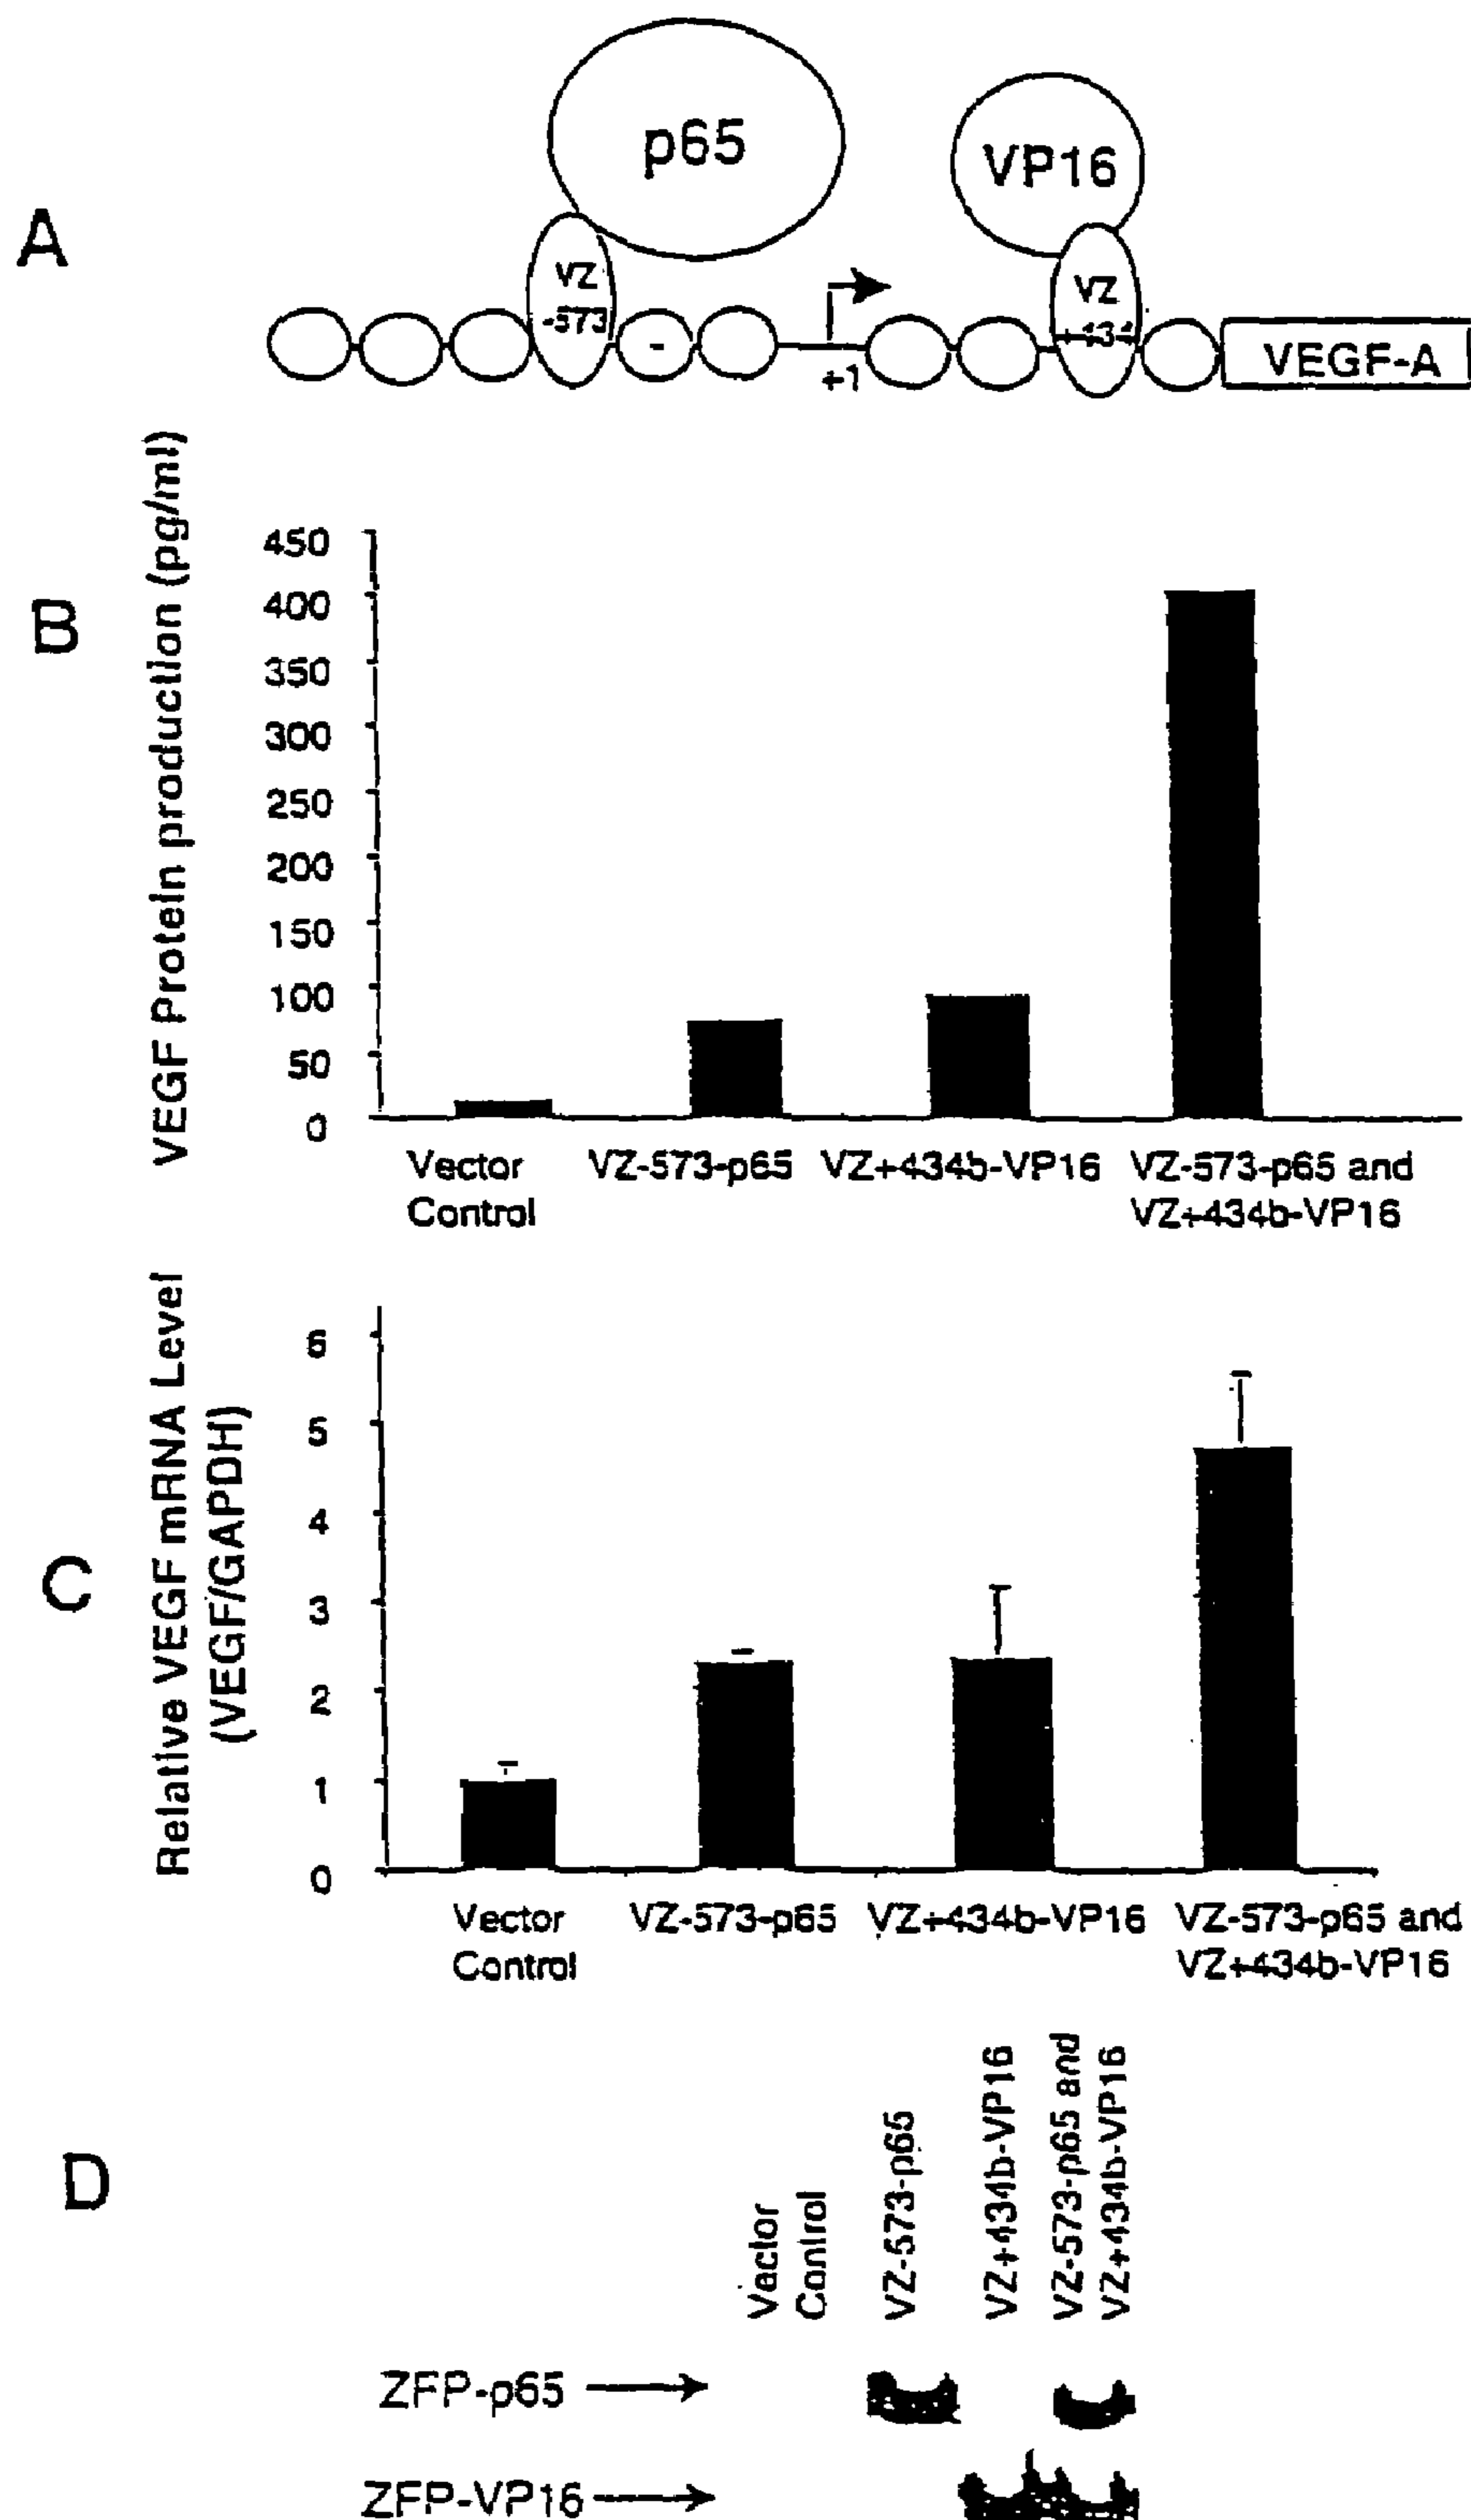 A
p65
VP16
VZ
-573
VZ
+434
-
+1
VEGF-A
B
VEGF Protein production (pg/ml)
450
400
350
300
250
200
150
100
50
0
Vector
Control
VZ-573-p65
VZ+434b-VP16
VZ-573-p65 and
VZ+434b-VP16
C
Relative VEGF mRNA Level
(VEGF/GAPDH)
6
5
4
3
2
1
0
Vector
Control
VZ-573-p65
VZ+434b-VP16
VZ-573-p65 and
VZ+434b-VP16
D
Vector
Control
VZ-573-p65
VZ+434b-VP16
VZ-573-p65 and
VZ+434b-VP16
ZFP-p65
ZFP-VP16